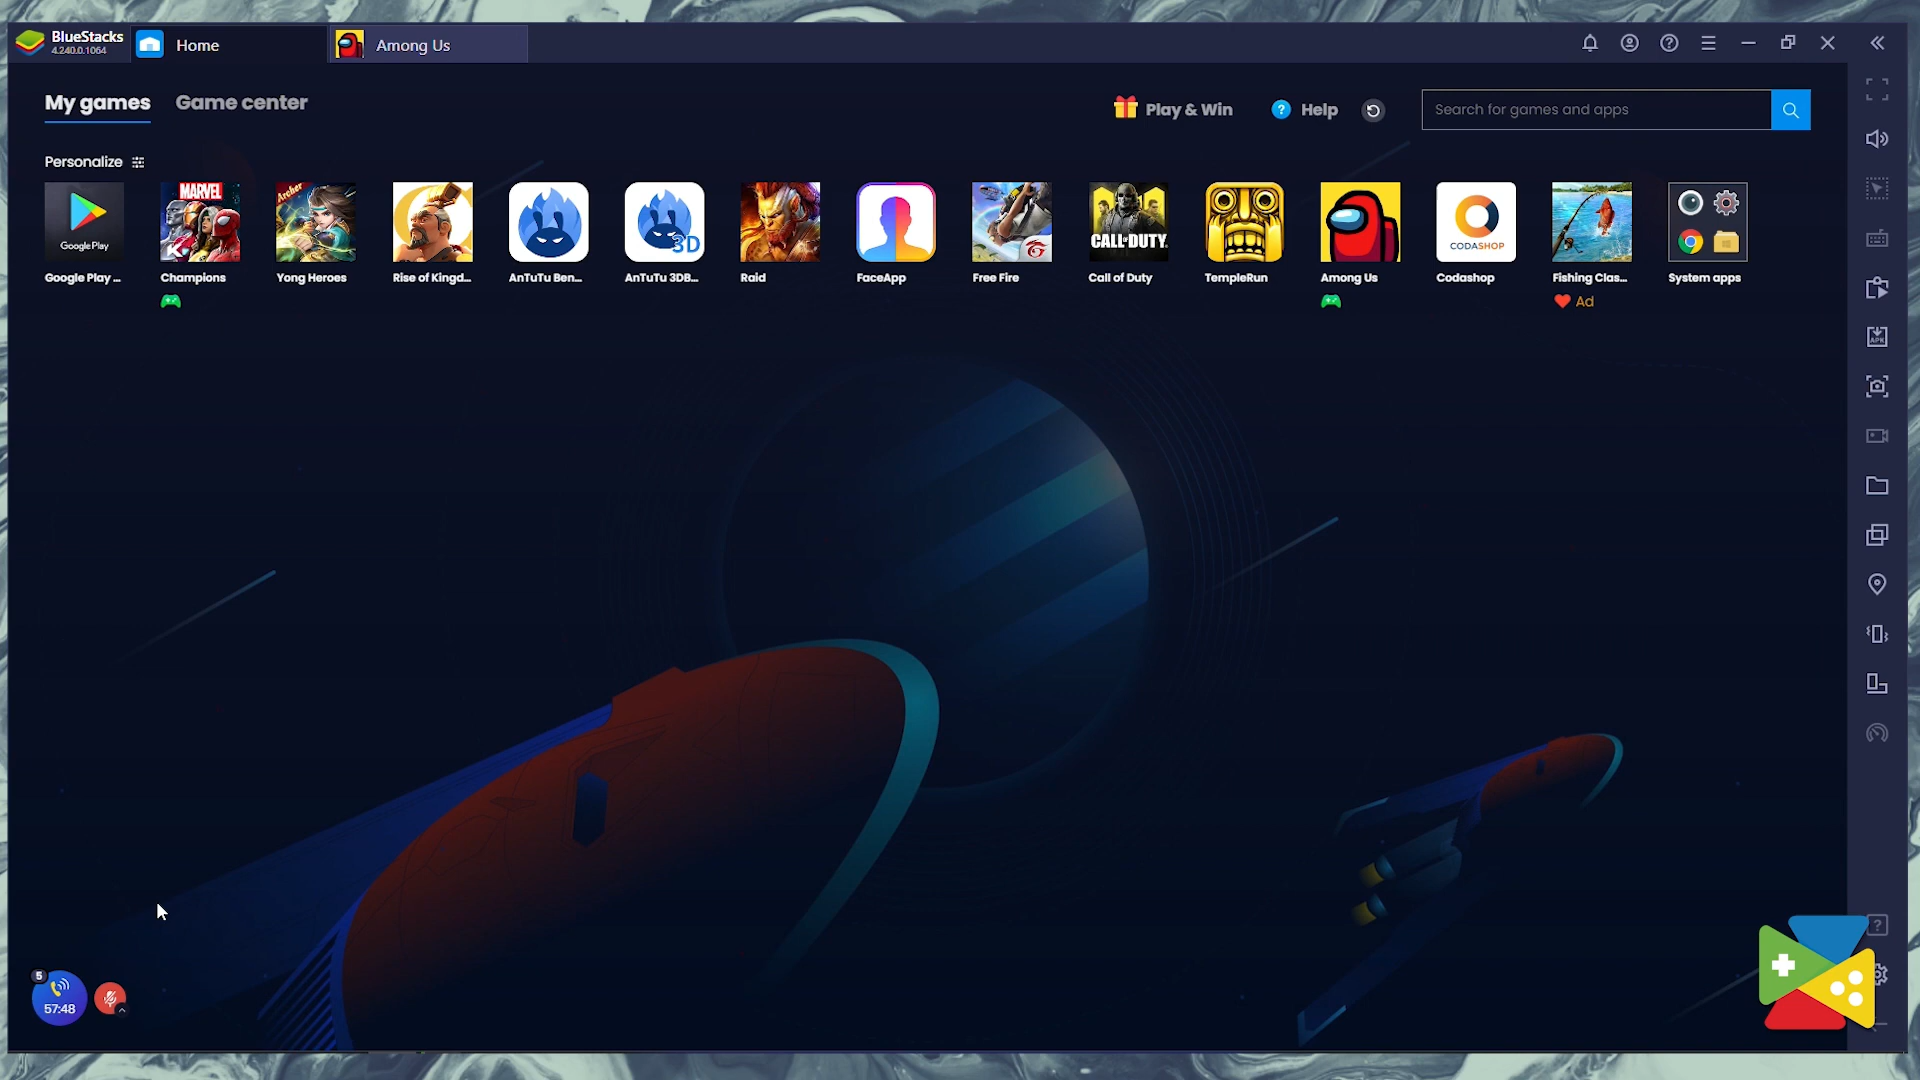 BlueStacks
4.240.0.1064
Home
Among Us
My games
Game center
Play & Win
Help
Search for games and apps
Personalize
Google Play
MARVEL
Archer
3D
CALL OF DUTY
CODASHOP
Google Play ...
Champions
Yong Heroes
Rise of Kingd...
AnTuTu Ben...
AnTuTu 3DB...
Raid
FaceApp
Free Fire
Call of Duty
TempleRun
Among Us
Codashop
Fishing Clas...
System apps
Ad
APK
5
57:48